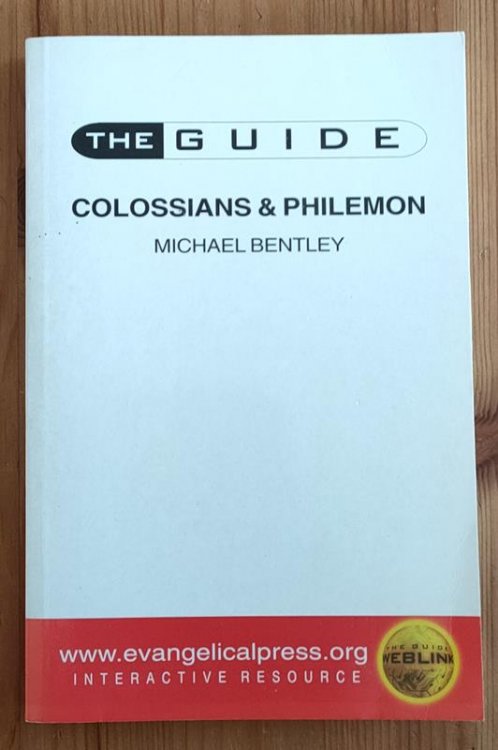 THE GUIDE
COLOSSIANS & PHILEMON
MICHAEL BENTLEY
www.evangelicalpress.org
INTERACTIVE RESOURCE
THE GUIDE
WEBLINK